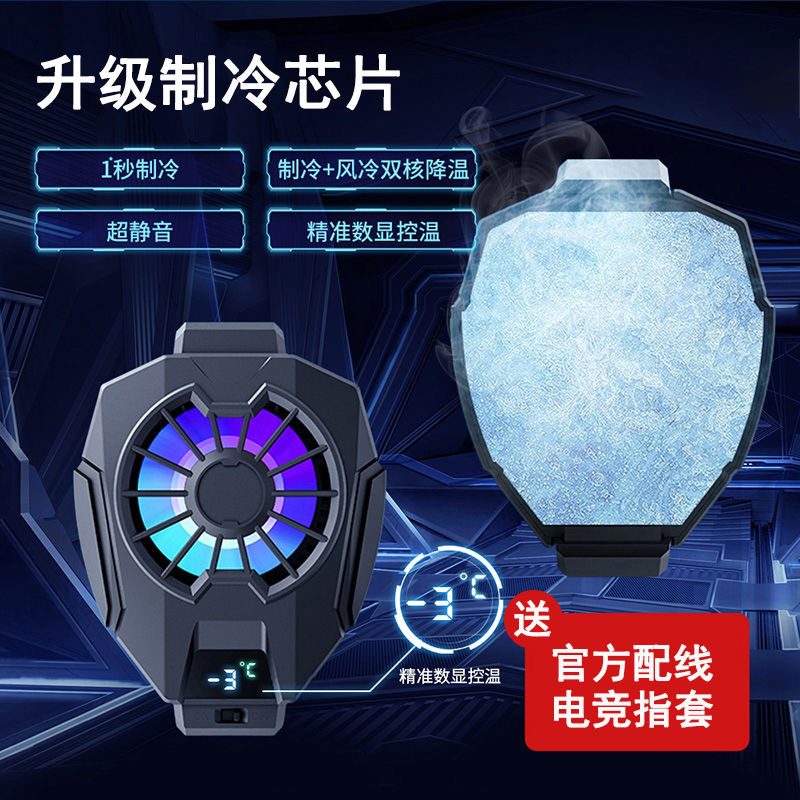 升级制冷芯片
1秒制冷
制冷+风冷双核降温
超静音
精准数显控温
-3°C
-3°C
精准数显控温
送
官方配线
电竞指套